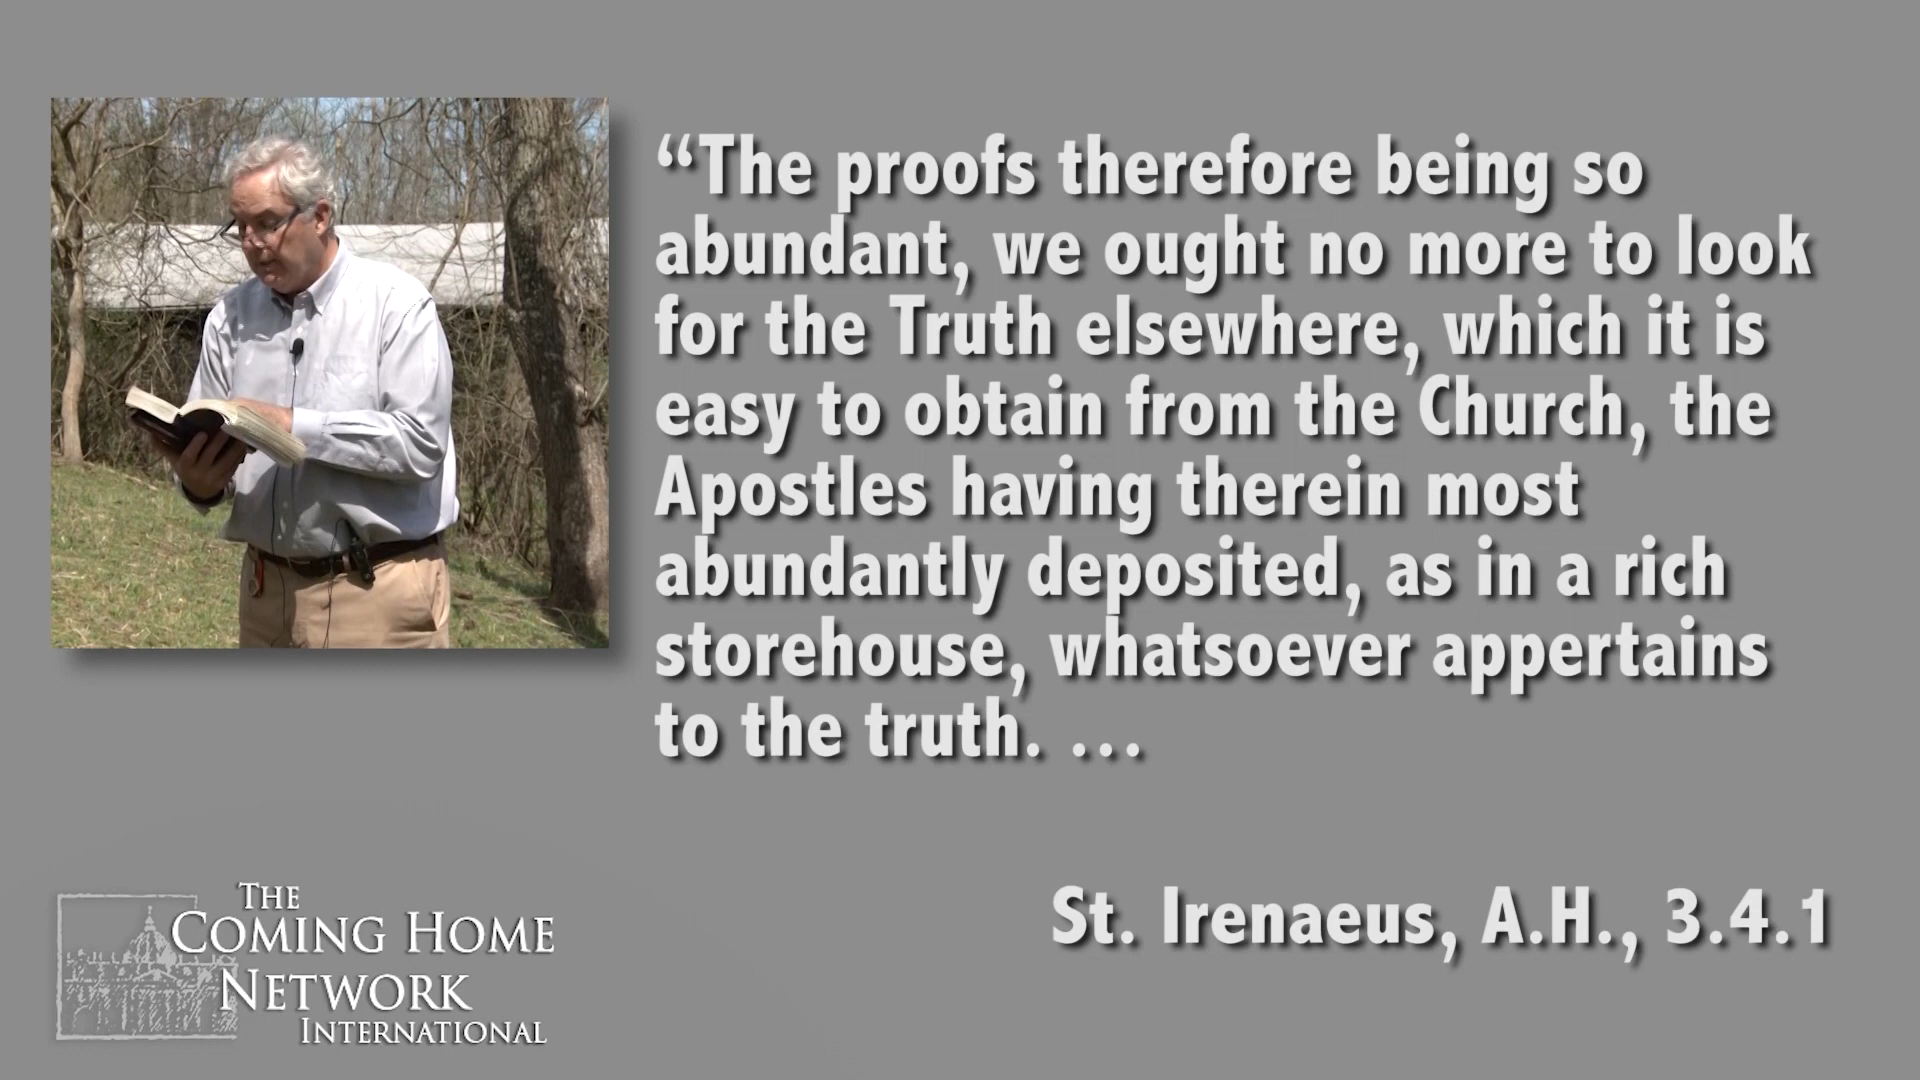 “The proofs therefore being so
abundant, we ought no more to look
for the Truth elsewhere, which it is
easy to obtain from the Church, the
Apostles having therein most
abundantly deposited, as in a rich
storehouse, whatsoever appertains
to the truth. …
St. Irenaeus, A.H., 3.4.1
THE
COMING HOME
NETWORK
INTERNATIONAL